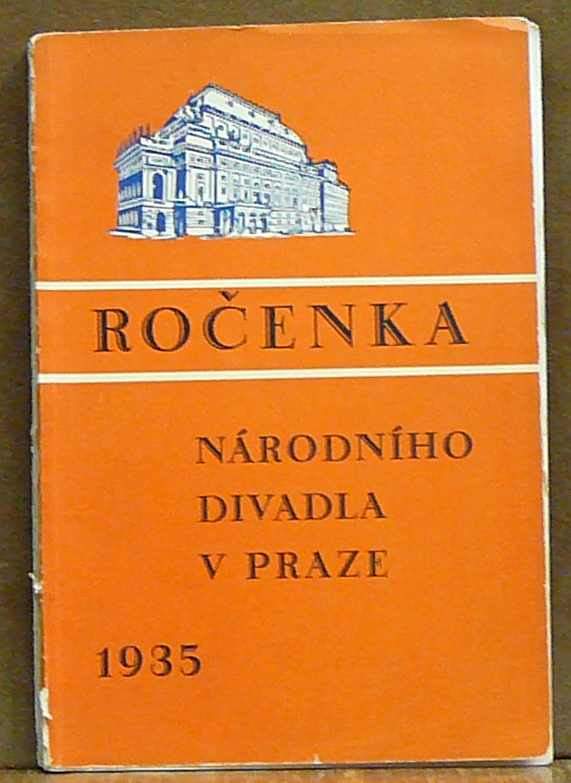 ROČENKA
NÁRODNÍHO
DIVADLA
V PRAZE
1935